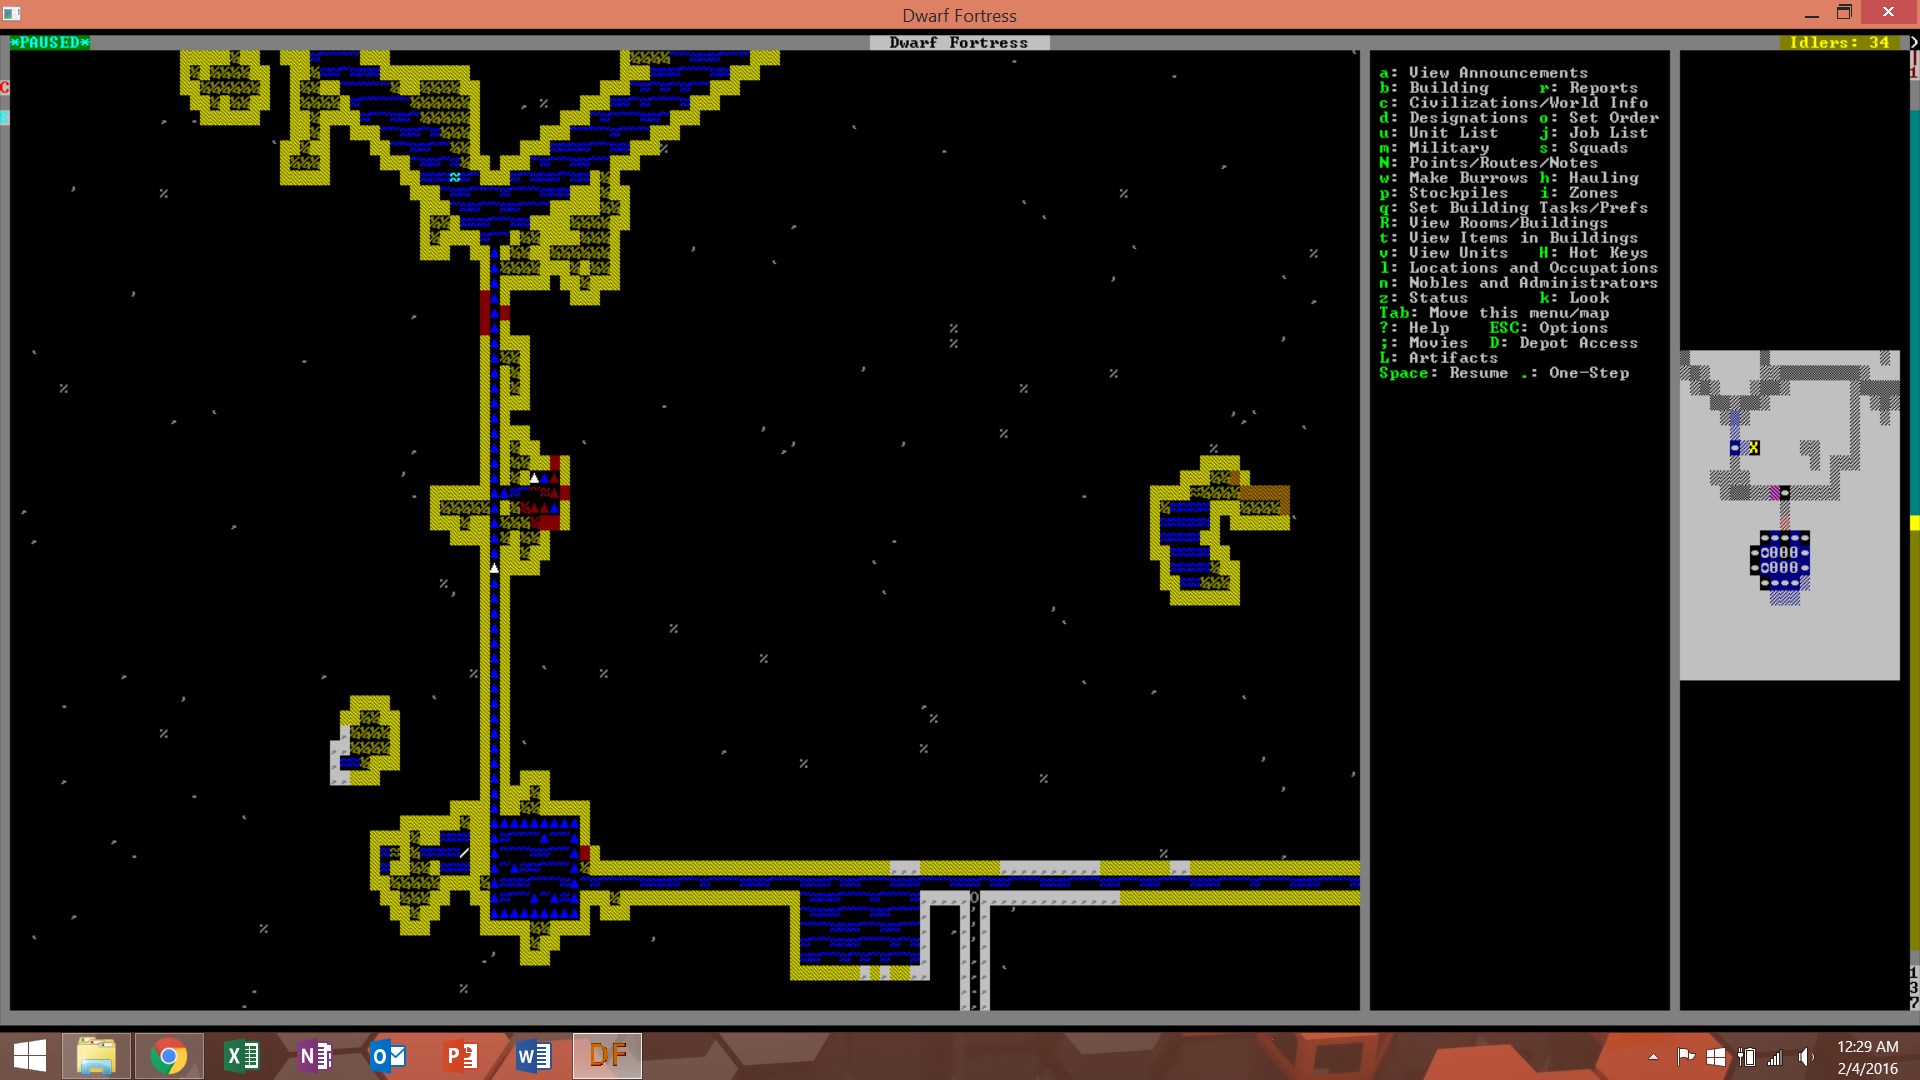 Dwarf Fortress
*PAUSED*
Dwarf Fortress
Idlers: 34
C
S
a: View Announcements
b: Building r: Reports
c: Civilizations/World Info
d: Designations o: Set Order
u: Unit List j: Job List
m: Military s: Squads
N: Points/Routes/Notes
w: Make Burrows h: Hauling
p: Stockpiles i: Zones
q: Set Building Tasks/Prefs
R: View Rooms/Buildings
t: View Items in Buildings
v: View Units H: Hot Keys
l: Locations and Occupations
n: Nobles and Administrators
z: Status k: Look
Tab: Move this menu/map
?: Help ESC: Options
;: Movies D: Depot Access
L: Artifacts
Space: Resume .: One-Step
X
DF
12:29 AM
2/4/2016